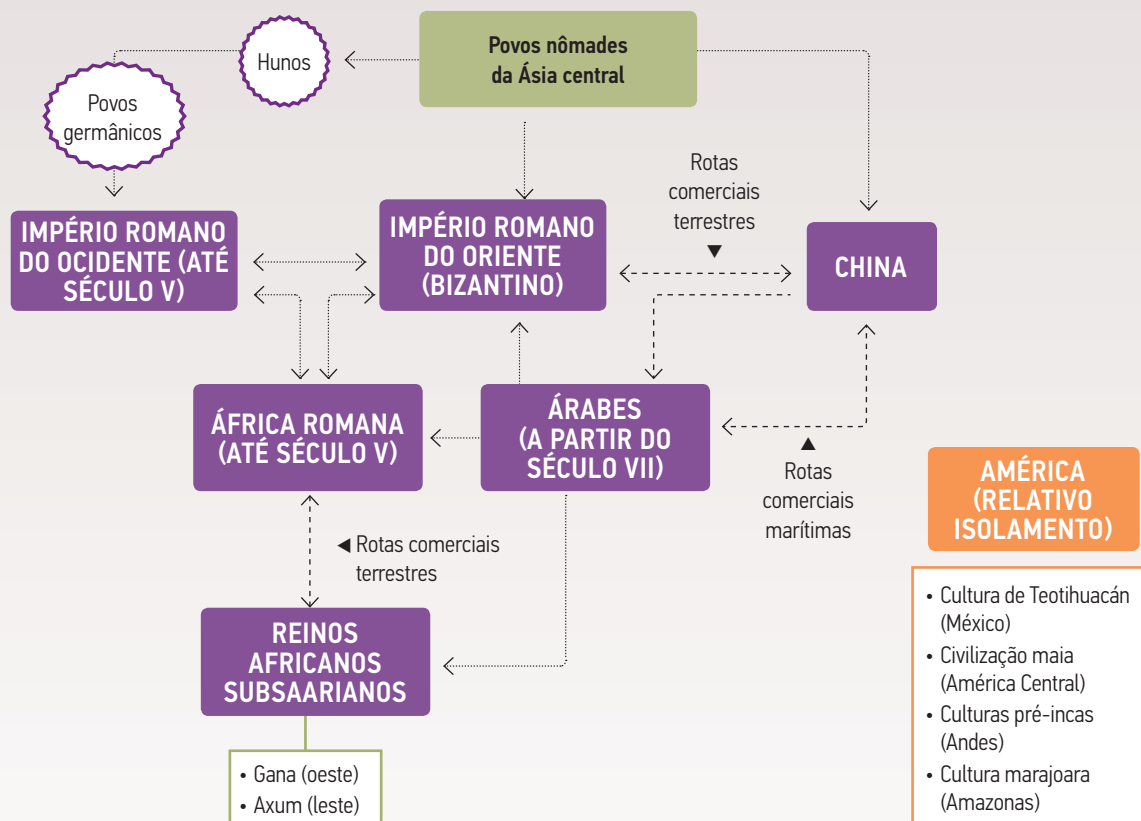 Povos nômades
da Ásia central
Hunos
Povos
germânicos
Rotas
comerciais
terrestres
▼
IMPÉRIO ROMANO
DO OCIDENTE (ATÉ
SÉCULO V)
IMPÉRIO ROMANO
DO ORIENTE
(BIZANTINO)
CHINA
ÁFRICA ROMANA
(ATÉ SÉCULO V)
ÁRABES
(A PARTIR DO
SÉCULO VII)
▲
Rotas
comerciais
marítimas
◄ Rotas comerciais
terrestres
REINOS
AFRICANOS
SUBSAARIANOS
• Gana (oeste)
• Axum (leste)
AMÉRICA
(RELATIVO
ISOLAMENTO)
• Cultura de Teotihuacán
(México)
• Civilização maia
(América Central)
• Culturas pré-incas
(Andes)
• Cultura marajoara
(Amazonas)